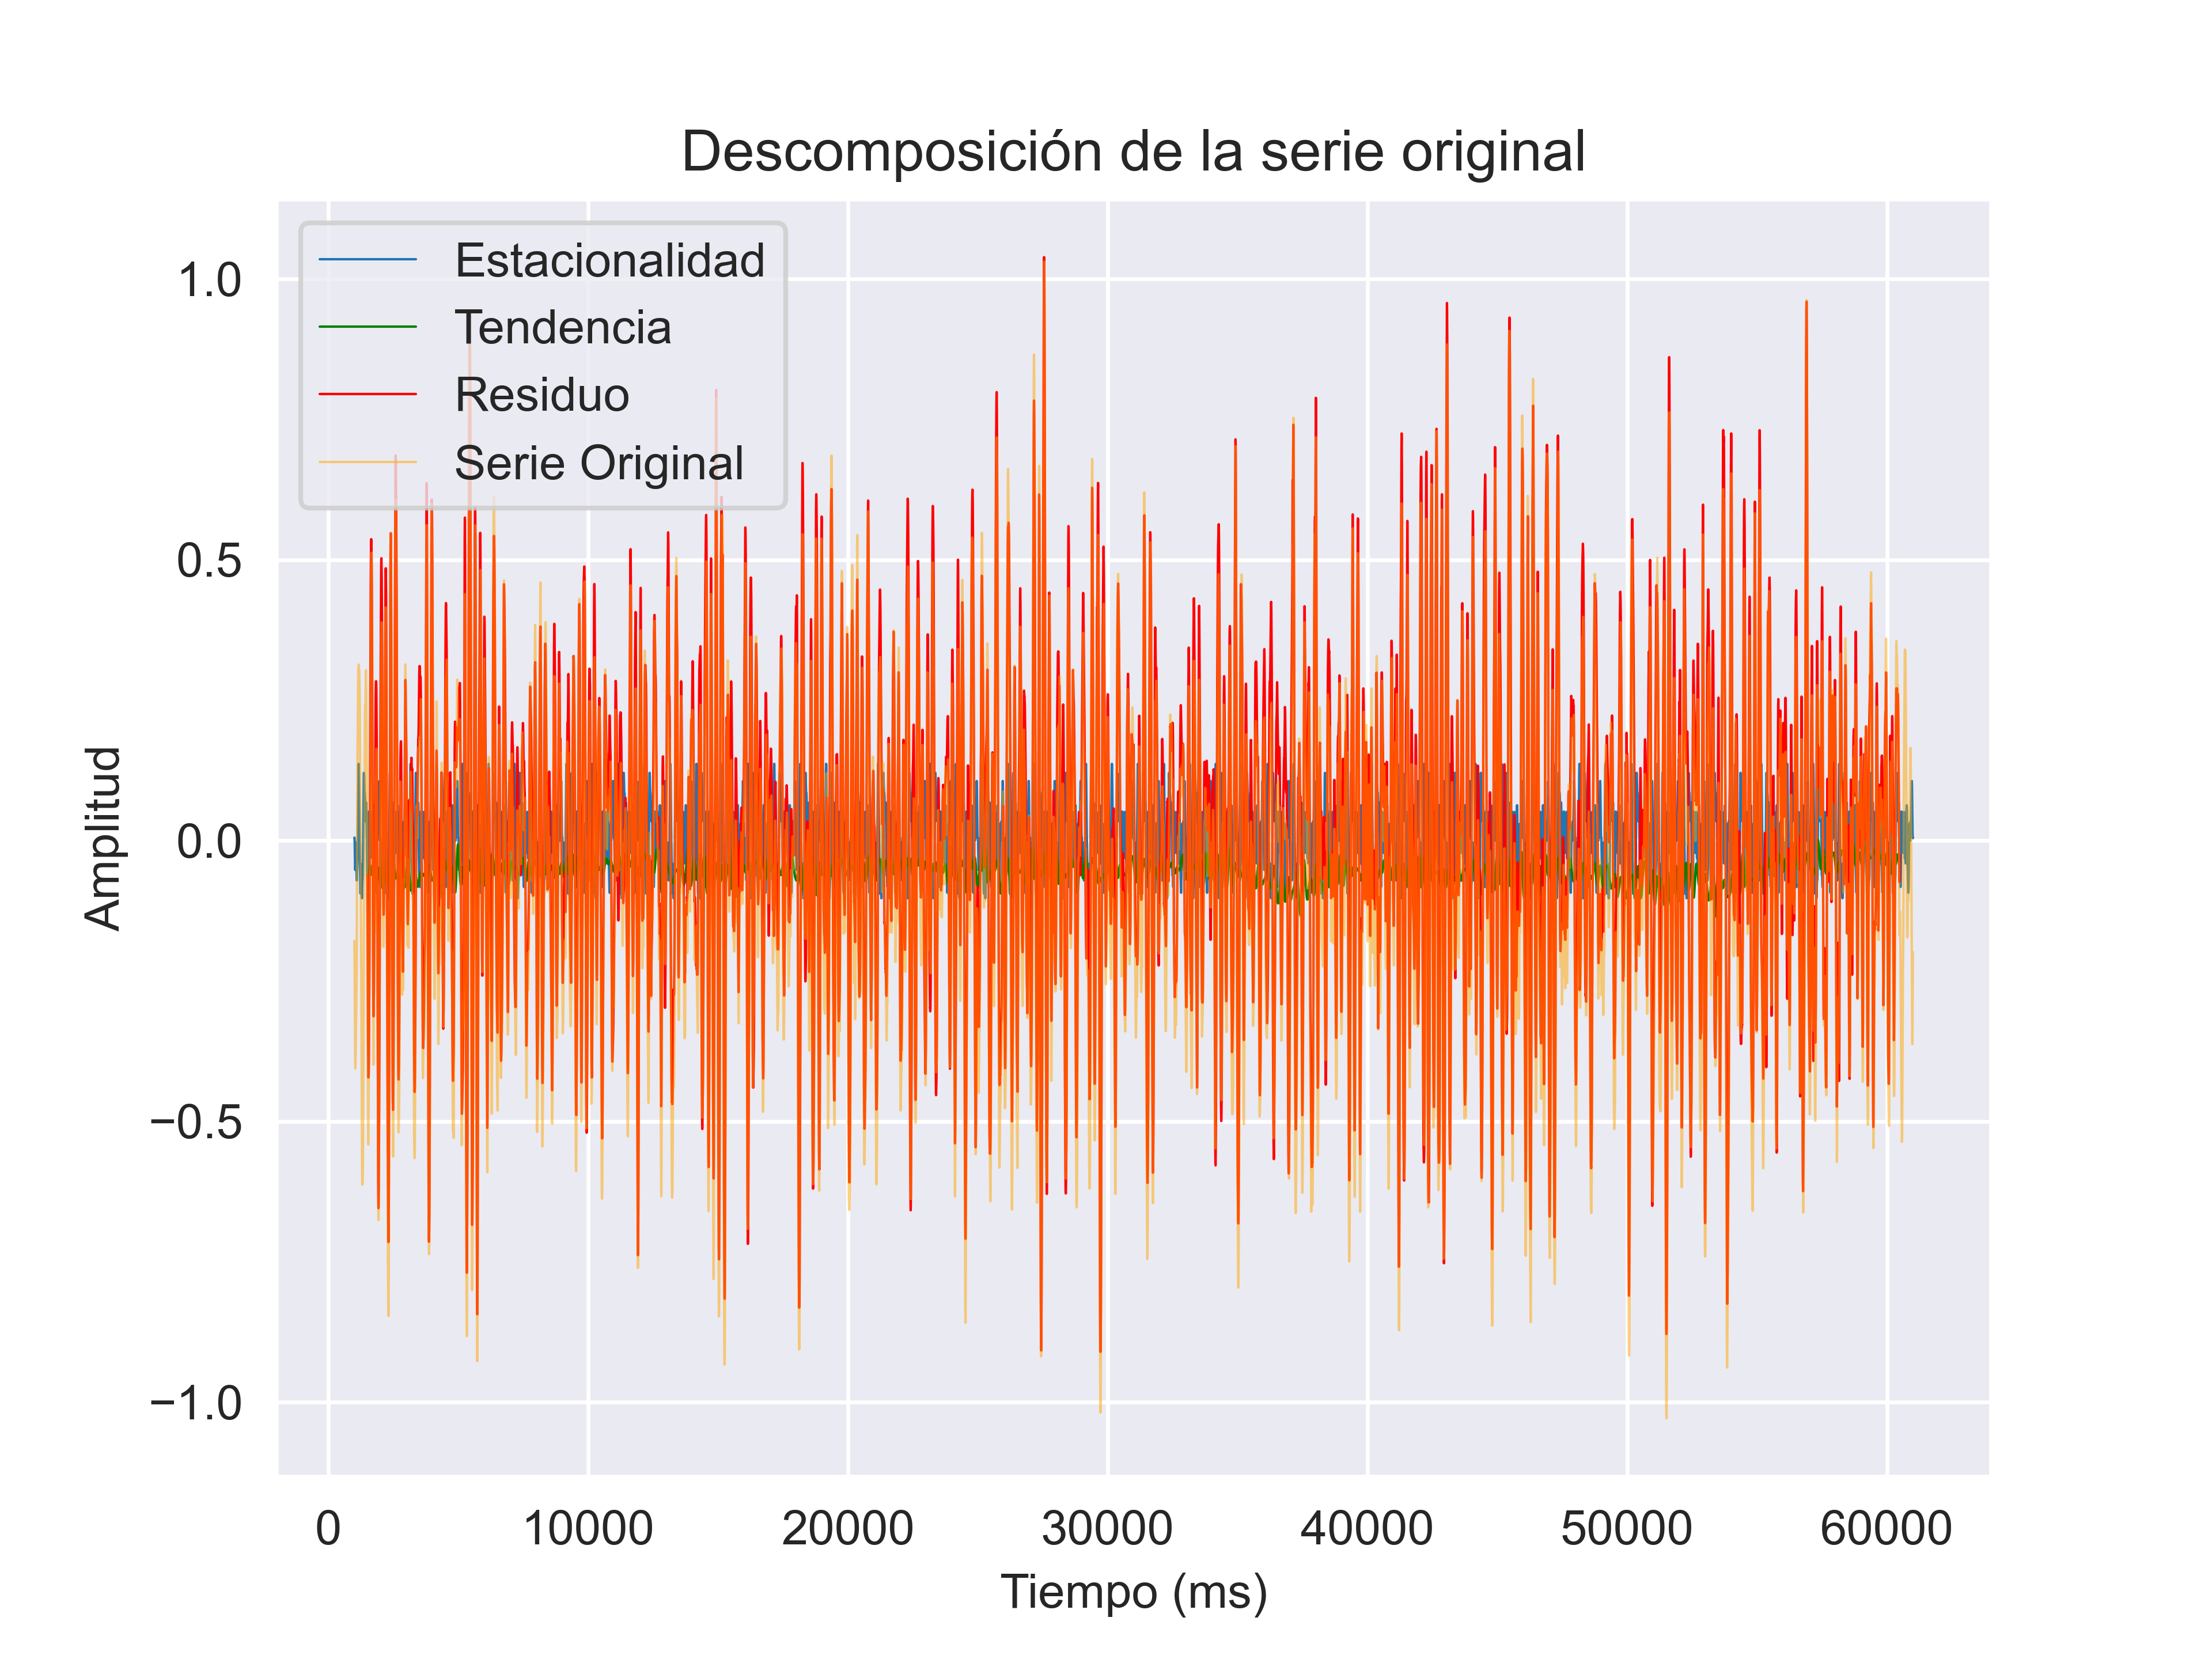 Descomposición de la serie original
Estacionalidad
Tendencia
Residuo
Serie Original
1.0
0.5
0.0
−0.5
−1.0
Amplitud
0 10000 20000 30000 40000 50000 60000
Tiempo (ms)